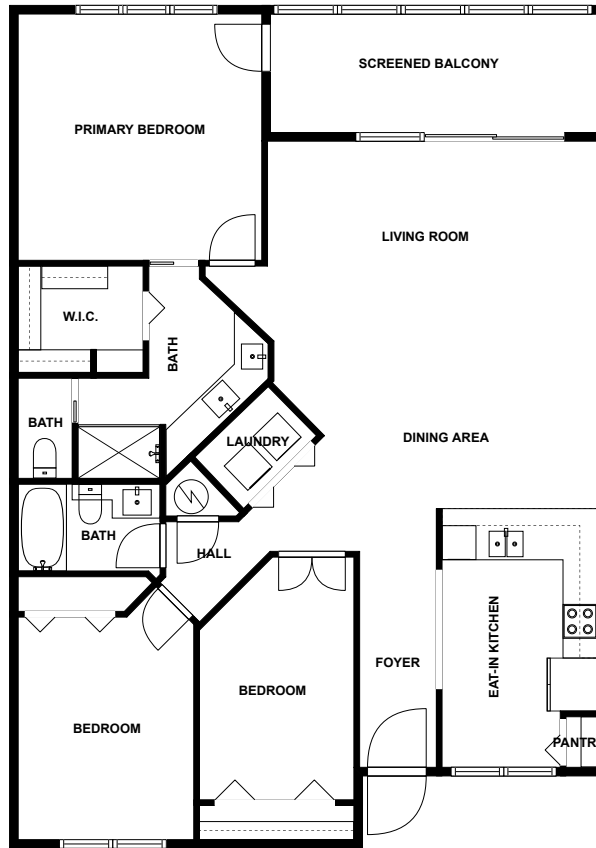 SCREENED BALCONY
PRIMARY BEDROOM
LIVING ROOM
W.I.C.
BATH
BATH
LAUNDRY
DINING AREA
BATH
HALL
EAT-IN KITCHEN
FOYER
BEDROOM
BEDROOM
PANTR